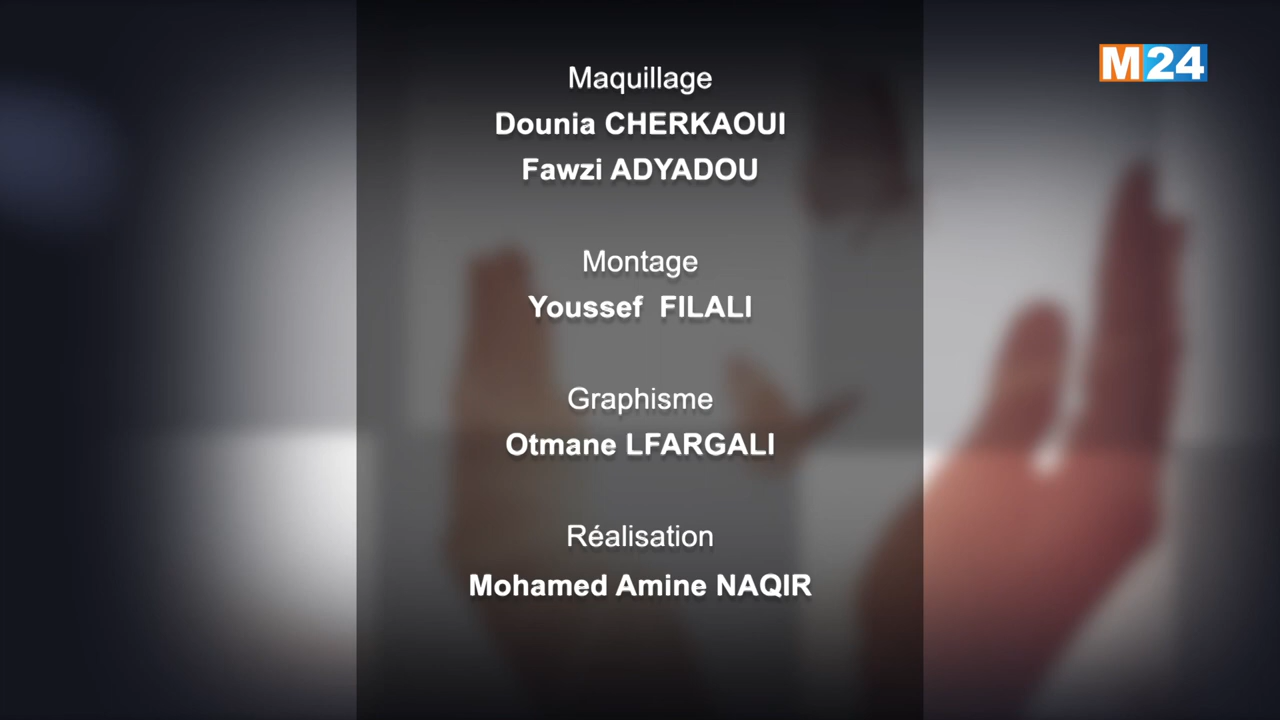 M24
Maquillage
Dounia CHERKAOUI
Fawzi ADYADOU
Montage
Youssef FILALI
Graphisme
Otmane LFARGALI
Réalisation
Mohamed Amine NAQIR